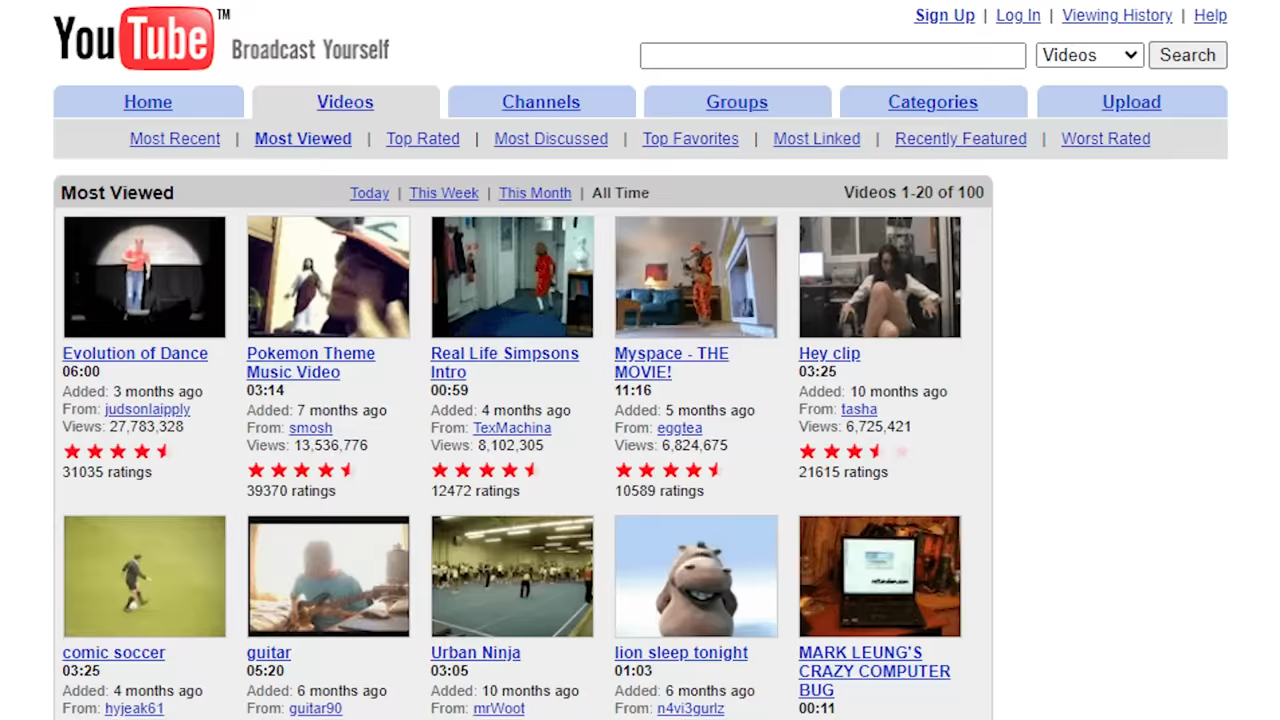 YouTube™ Broadcast Yourself
Sign Up | Log In | Viewing History | Help
Videos Search
Home Videos Channels Groups Categories Upload
Most Recent | Most Viewed | Top Rated | Most Discussed | Top Favorites | Most Linked | Recently Featured | Worst Rated
Most Viewed Today | This Week | This Month | All Time Videos 1-20 of 100
Evolution of Dance
06:00
Added: 3 months ago
From: judsonlaipply
Views: 27,783,328
31035 ratings
Pokemon Theme
Music Video
03:14
Added: 7 months ago
From: smosh
Views: 13,536,776
39370 ratings
Real Life Simpsons
Intro
00:59
Added: 4 months ago
From: TexMachina
Views: 8,102,305
12472 ratings
Myspace - THE
MOVIE!
11:16
Added: 5 months ago
From: eggtea
Views: 6,824,675
10589 ratings
Hey clip
03:25
Added: 10 months ago
From: tasha
Views: 6,725,421
21615 ratings
comic soccer
03:25
Added: 4 months ago
From: hyjeak61
guitar
05:20
Added: 6 months ago
From: guitar90
Urban Ninja
03:05
Added: 10 months ago
From: mrWoot
lion sleep tonight
01:03
Added: 6 months ago
From: n4vi3gurlz
MARK LEUNG'S
CRAZY COMPUTER
BUG
00:11